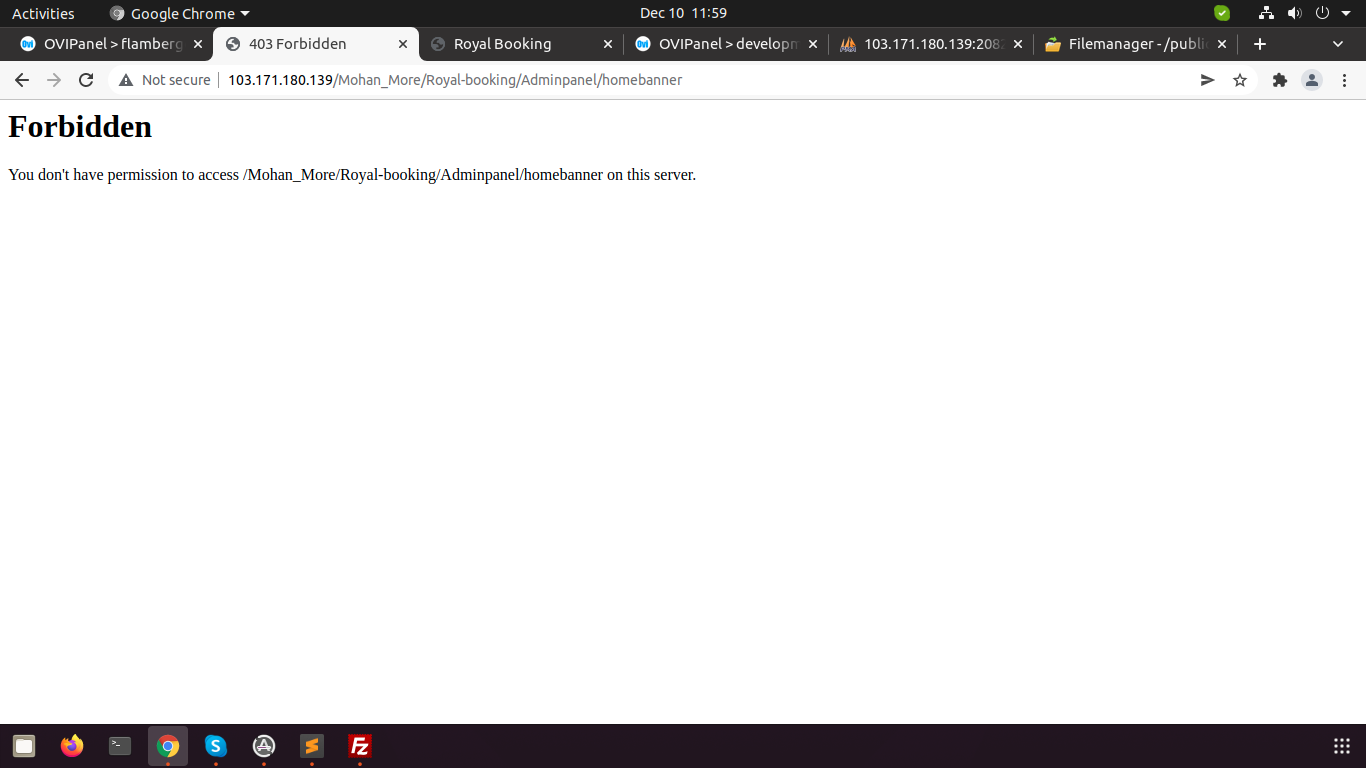 Activities
Google Chrome
Dec 10 11:59
OVIPanel > flamberg
403 Forbidden
Royal Booking
OVIPanel > developm
103.171.180.139:2082
Filemanager - /public
Not secure
103.171.180.139/Mohan_More/Royal-booking/Adminpanel/homebanner
Forbidden
You don't have permission to access /Mohan_More/Royal-booking/Adminpanel/homebanner on this server.